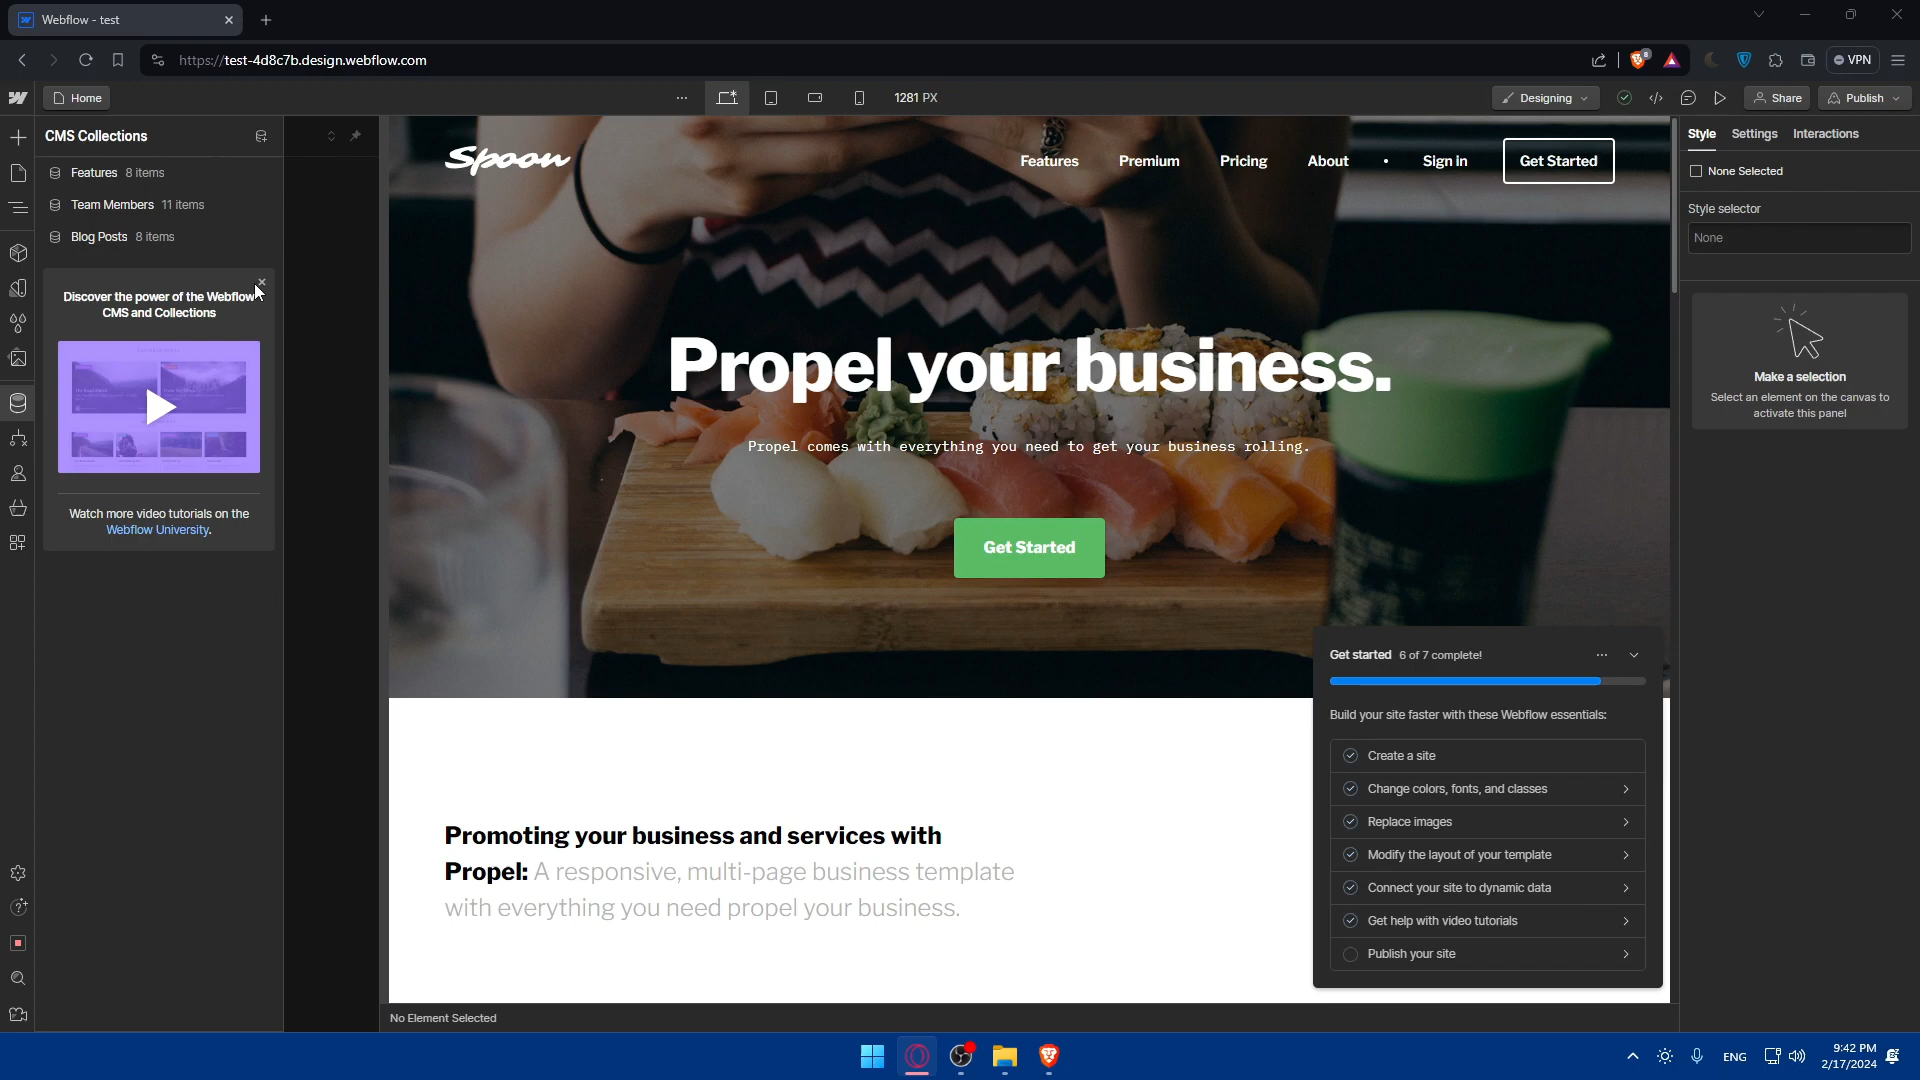 Webflow - test
https://test-4d8c7b.design.webflow.com
8
VPN
Home
1281 PX
Designing
Share
Publish
CMS Collections
Features 8 items
Team Members 11 items
Blog Posts 8 items
Discover the power of the Webflow
CMS and Collections
Watch more video tutorials on the
Webflow University.
Spoon
Features
Premium
Pricing
About
Sign in
Get Started
Propel your business.
Propel comes with everything you need to get your business rolling.
Get Started
Promoting your business and services with
Propel: A responsive, multi-page business template
with everything you need propel your business.
Get started 6 of 7 complete!
Build your site faster with these Webflow essentials:
Create a site
Change colors, fonts, and classes
Replace images
Modify the layout of your template
Connect your site to dynamic data
Get help with video tutorials
Publish your site
Style
Settings
Interactions
None Selected
Style selector
None
Make a selection
Select an element on the canvas to
activate this panel
No Element Selected
ENG
9:42 PM
2/17/2024